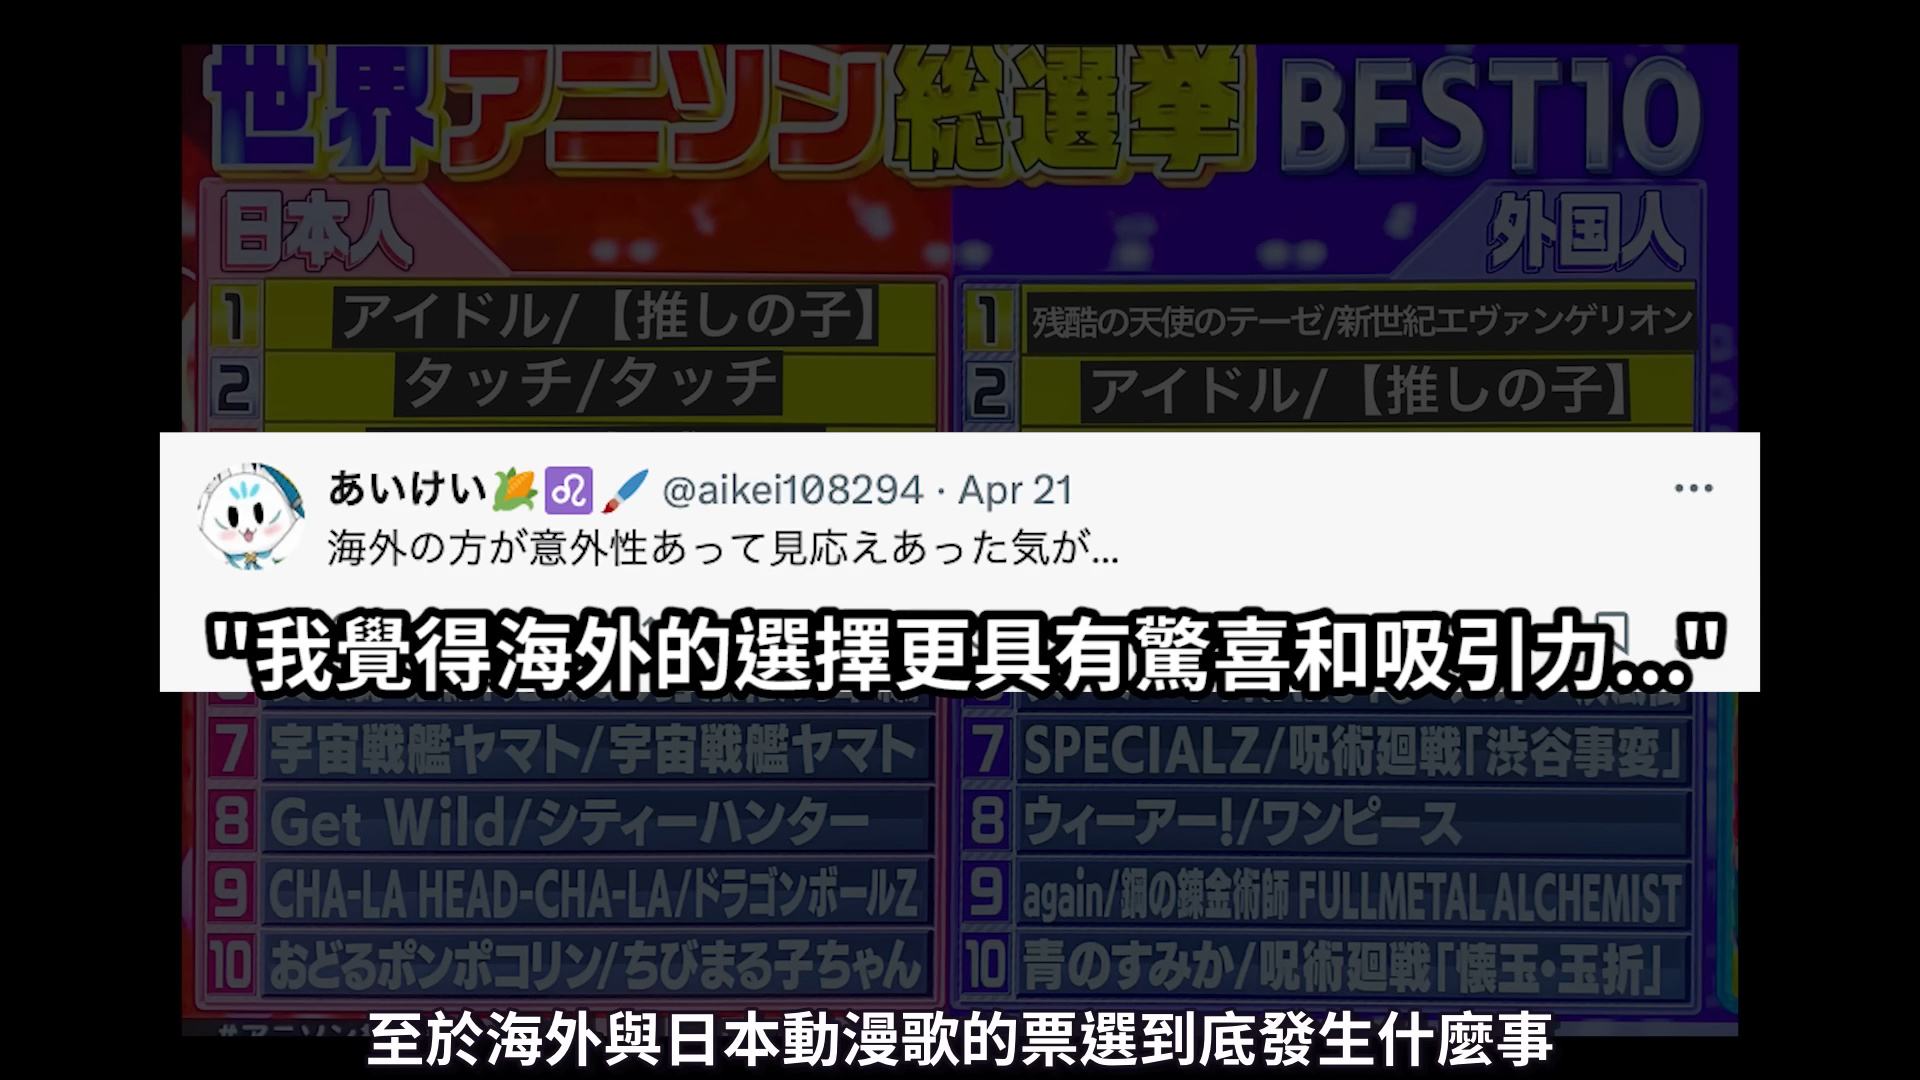 世界アニソン総選挙 BEST10
日本人
外国人
1 アイドル/【推しの子】
2 タッチ/タッチ
1 残酷の天使のテーゼ/新世紀エヴァンゲリオン
2 アイドル/【推しの子】
あいけい🌽♌🖌️ @aikei108294 · Apr 21
海外の方が意外性あって見応えあった気が...
"我覺得海外的選擇更具有驚喜和吸引力..."
7 宇宙戦艦ヤマト/宇宙戦艦ヤマト
8 Get Wild/シティーハンター
9 CHA-LA HEAD-CHA-LA/ドラゴンボールZ
10 おどるポンポコリン/ちびまる子ちゃん
7 SPECIALZ/呪術廻戦「渋谷事変」
8 ウィーアー!/ワンピース
9 again/鋼の錬金術師 FULLMETAL ALCHEMIST
10 青のすみか/呪術廻戦「懐玉・玉折」
至於海外與日本動漫歌的票選到底發生什麼事